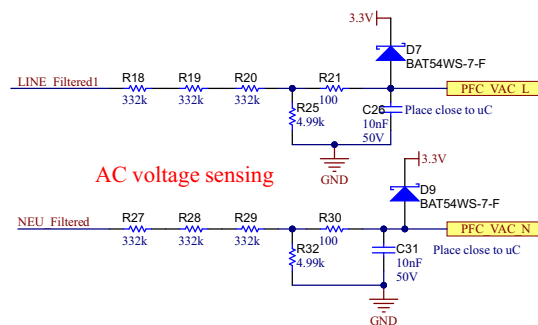 3.3V
D7
BAT54WS-7-F
LINE_Filtered1
R18
R19
R20
R21
PFC_VAC_L
332k
332k
332k
100
R25
4.99k
C26
Place close to uC
10nF
50V
GND
AC voltage sensing
3.3V
D9
BAT54WS-7-F
NEU_Filtered
R27
R28
R29
R30
PFC_VAC_N
332k
332k
332k
100
R32
4.99k
C31
Place close to uC
10nF
50V
GND